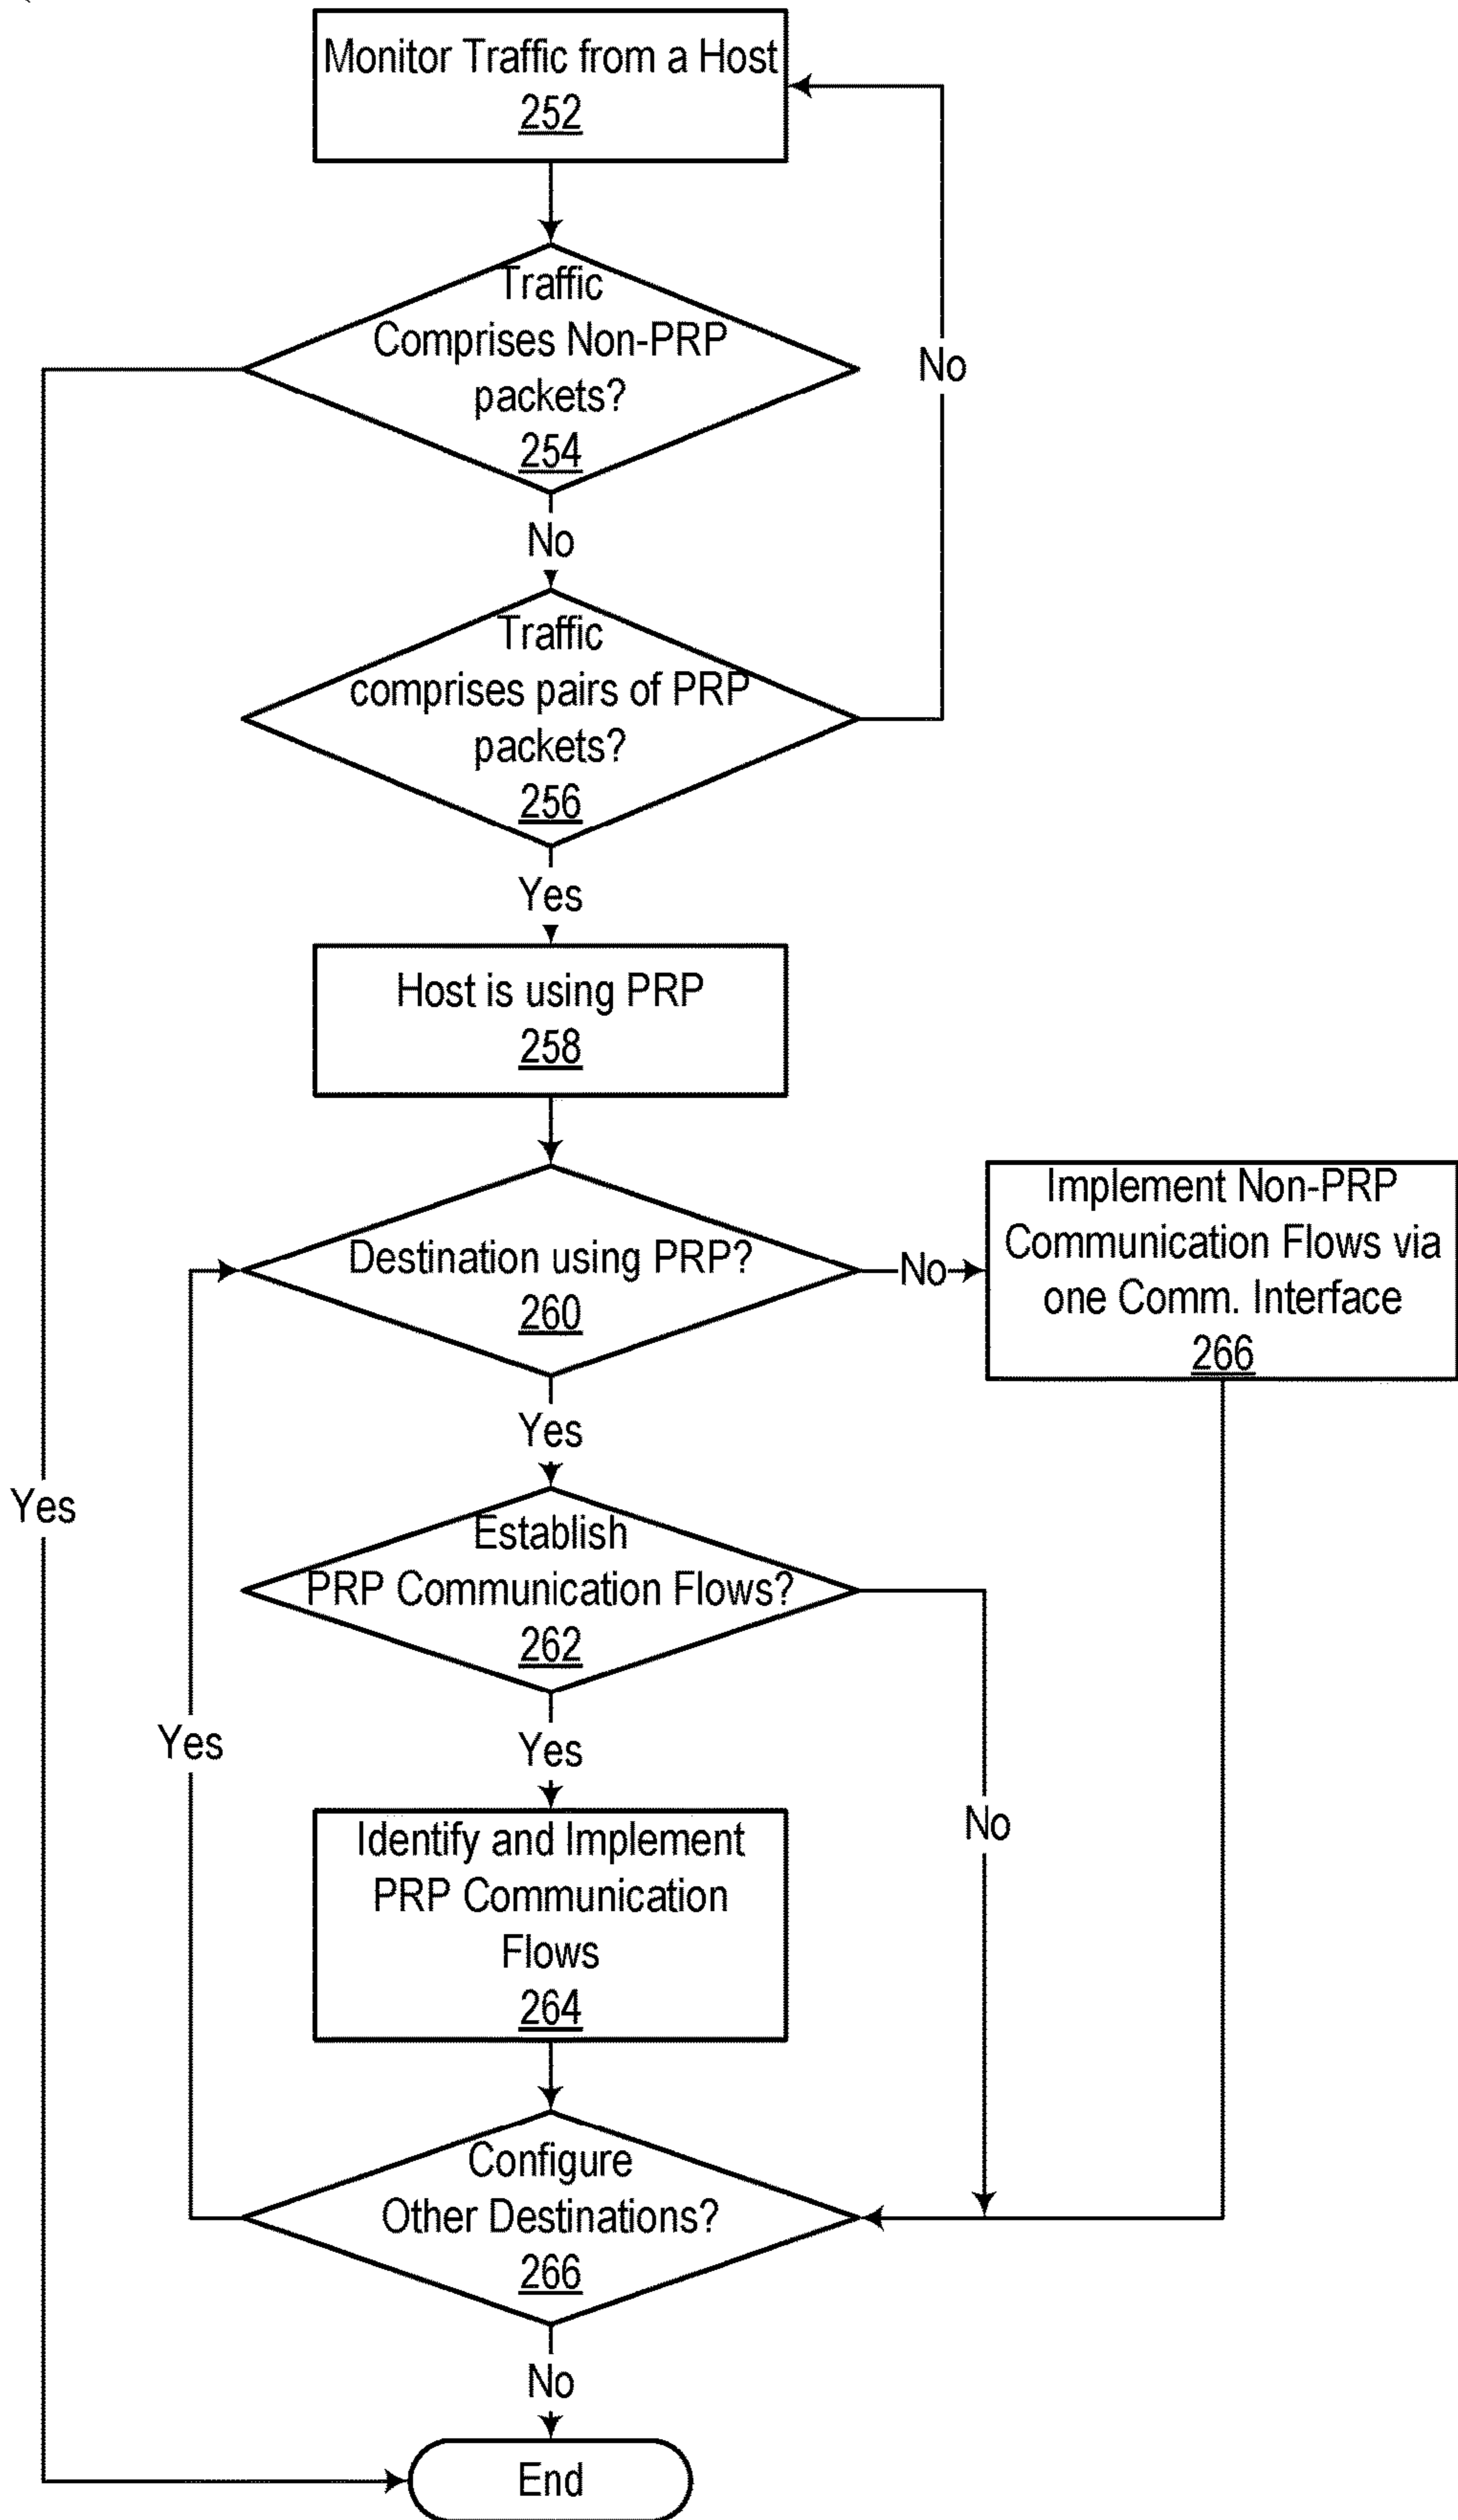 Monitor Traffic from a Host
252
Traffic
Comprises Non-PRP
packets?
254
No
No
Traffic
comprises pairs of PRP
packets?
256
Yes
Host is using PRP
258
Destination using PRP?
260
No
Implement Non-PRP
Communication Flows via
one Comm. Interface
266
Yes
Yes
Establish
PRP Communication Flows?
262
Yes
Yes
No
Identify and Implement
PRP Communication
Flows
264
Configure
Other Destinations?
266
No
End